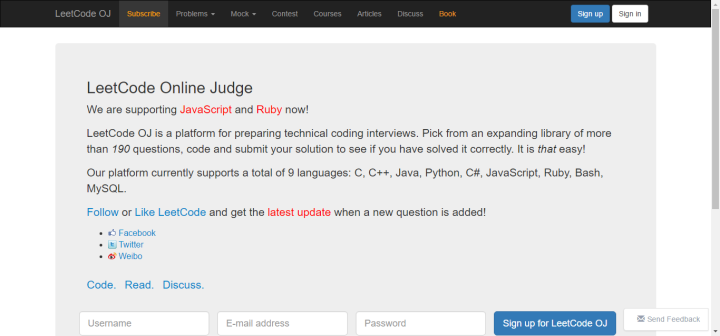 LeetCode OJ Subscribe Problems Mock Contest Courses Articles Discuss Book Sign up Sign in
LeetCode Online Judge
We are supporting JavaScript and Ruby now!
LeetCode OJ is a platform for preparing technical coding interviews. Pick from an expanding library of more
than 190 questions, code and submit your solution to see if you have solved it correctly. It is that easy!
Our platform currently supports a total of 9 languages: C, C++, Java, Python, C#, JavaScript, Ruby, Bash,
MySQL.
Follow or Like LeetCode and get the latest update when a new question is added!
Facebook
Twitter
Weibo
Code. Read. Discuss.
Username E-mail address Password Sign up for LeetCode OJ Send Feedback